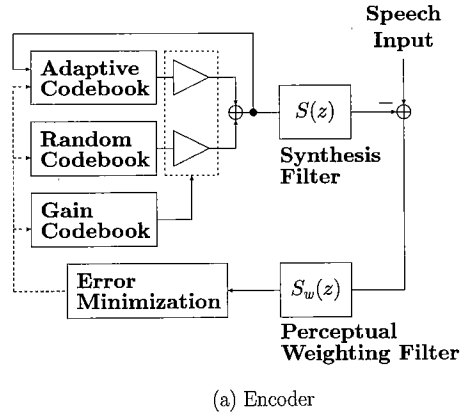 Speech
Input
Adaptive
Codebook
Random
Codebook
Gain
Codebook
S(z)
−
Synthesis
Filter
Error
Minimization
S_w(z)
Perceptual
Weighting Filter
(a) Encoder